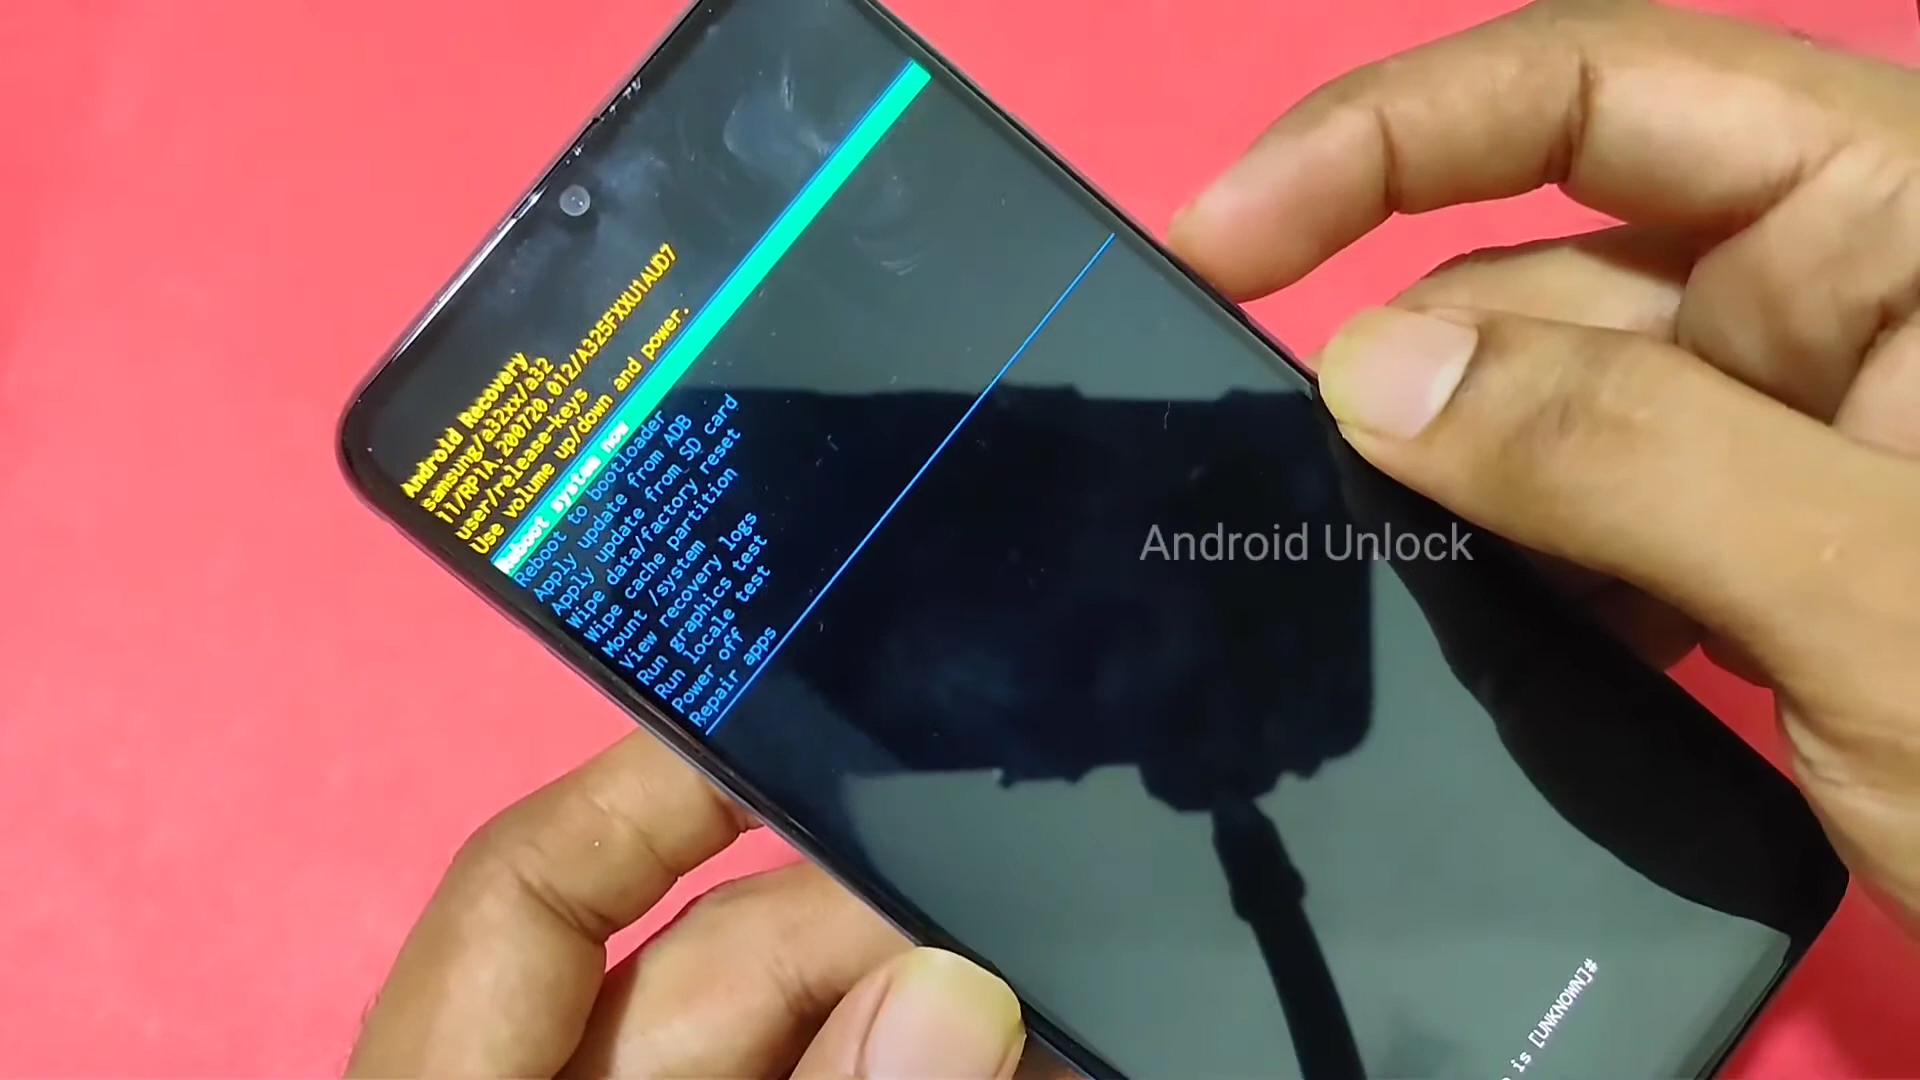 Android Recovery
samsung/a32xx/a32
11/RP1A.200720.012/A325FXXU1AUD7
user/release-keys
Use volume up/down and power.
Reboot system now
Reboot to bootloader
Apply update from ADB
Apply update from SD card
Wipe data/factory reset
Wipe cache partition
Mount /system
View recovery logs
Run graphics test
Run locale test
Power off
Repair apps
Android Unlock
is [UNKNOWN]#